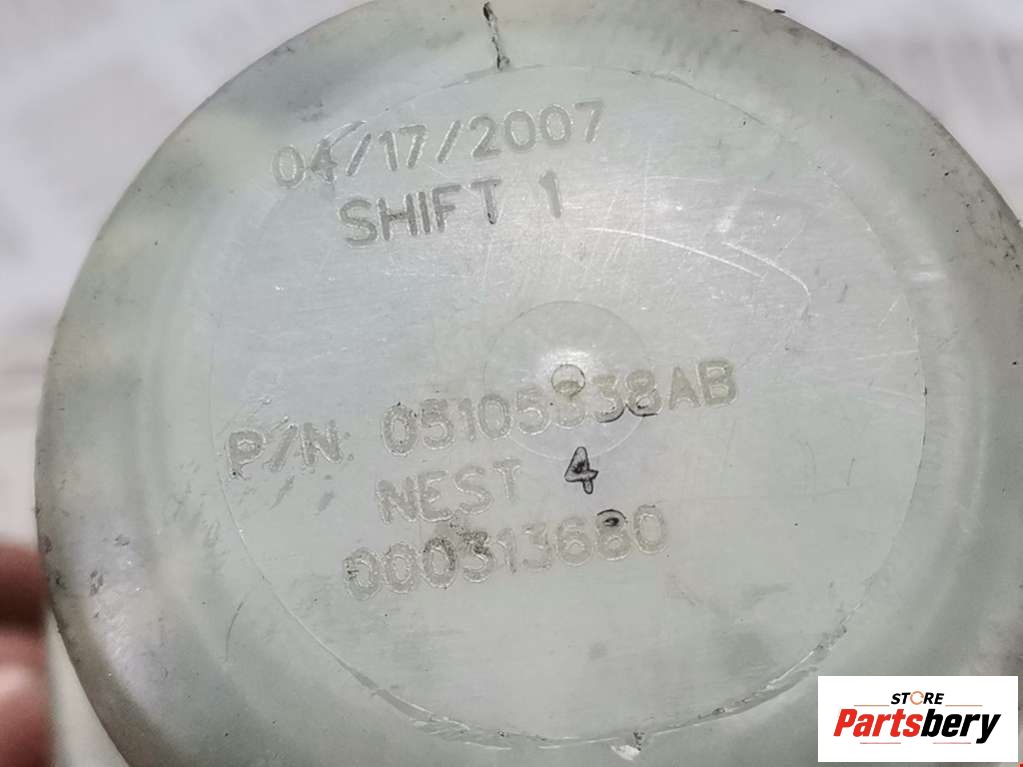 04/17/2007
SHIFT 1
P/N: 05105338AB
NEST 4
000313680
STORE
Partsbery